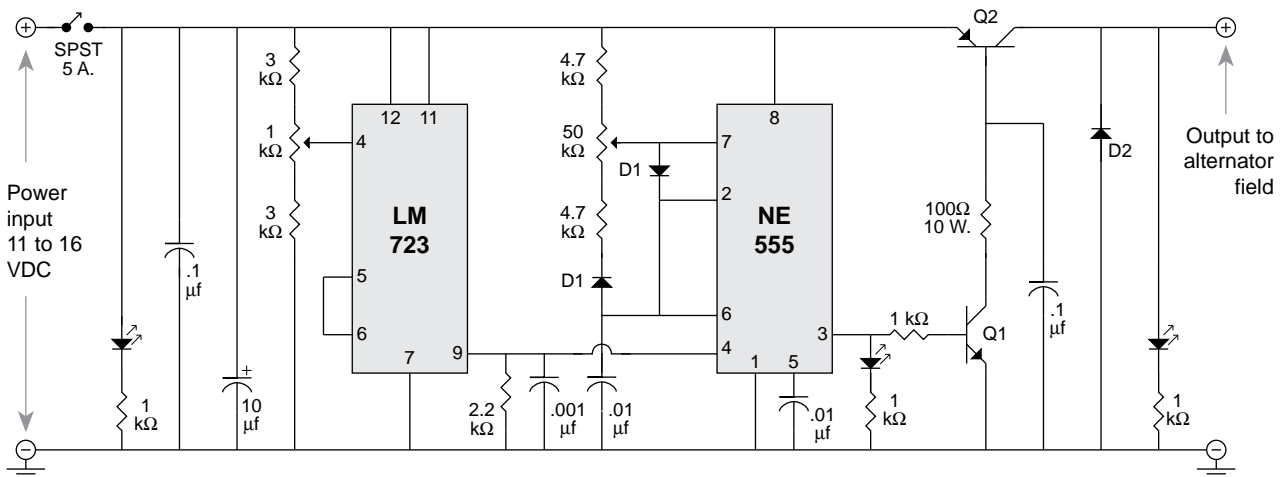 SPST
5 A.
Power
input
11 to 16
VDC
1
kΩ
.1
µf
+
10
µf
3
kΩ
1
kΩ
3
kΩ
12
11
4
LM
723
5
6
7
9
2.2
kΩ
.001
µf
.01
µf
4.7
kΩ
50
kΩ
4.7
kΩ
D1
D1
8
7
2
NE
555
6
4
3
1
5
.01
µf
1 kΩ
1
kΩ
Q1
100Ω
10 W.
Q2
.1
µf
D2
1
kΩ
Output to
alternator
field